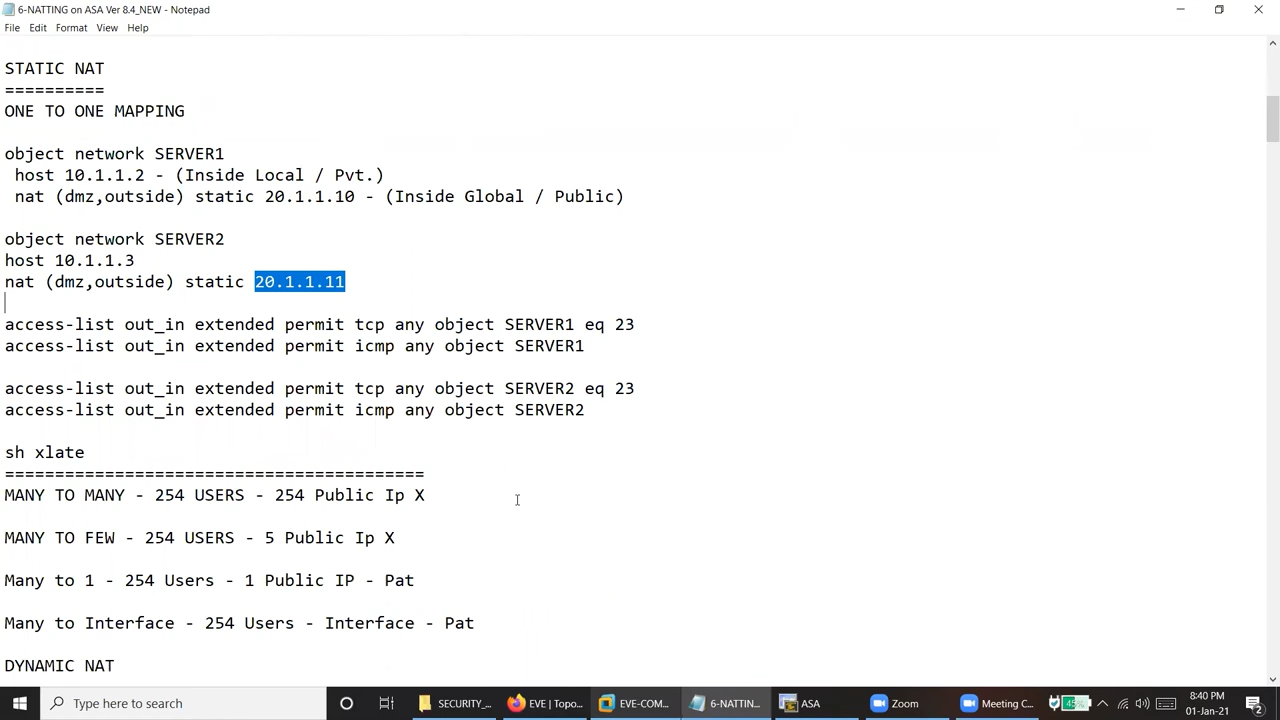 6-NATTING on ASA Ver 8.4_NEW - Notepad
File Edit Format View Help
STATIC NAT
==========
ONE TO ONE MAPPING
object network SERVER1
host 10.1.1.2 - (Inside Local / Pvt.)
nat (dmz,outside) static 20.1.1.10 - (Inside Global / Public)
object network SERVER2
host 10.1.1.3
nat (dmz,outside) static 20.1.1.11
access-list out_in extended permit tcp any object SERVER1 eq 23
access-list out_in extended permit icmp any object SERVER1
access-list out_in extended permit tcp any object SERVER2 eq 23
access-list out_in extended permit icmp any object SERVER2
sh xlate
==========================================
MANY TO MANY - 254 USERS - 254 Public Ip X
MANY TO FEW - 254 USERS - 5 Public Ip X
Many to 1 - 254 Users - 1 Public IP - Pat
Many to Interface - 254 Users - Interface - Pat
DYNAMIC NAT
Type here to search
SECURITY_...
EVE | Topo...
EVE-COM...
6-NATTIN...
ASA
Zoom
Meeting C...
45%
8:40 PM
01-Jan-21
2